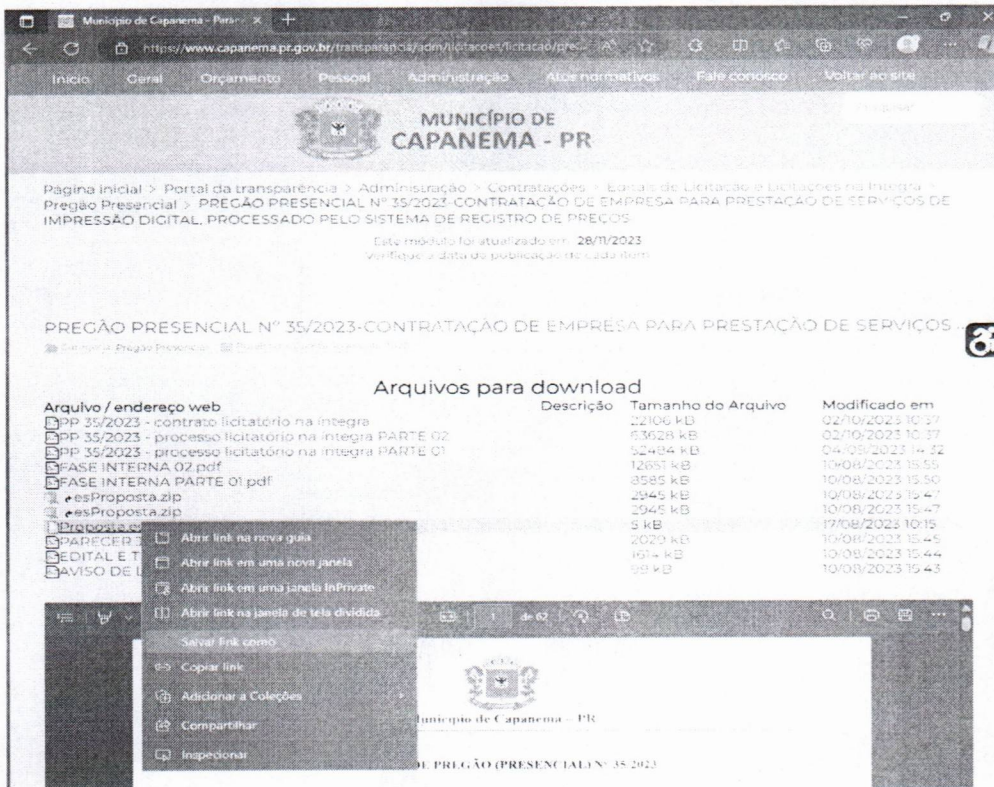 Município de Capanema - Paran
https://www.capanema.pr.gov.br/transparencia/adm/licitacoes/licitacao/pre...
Início Geral Orçamento Pessoal Administração Atos normativos Fale conosco Voltar ao site
Pesquisar
MUNICÍPIO DE
CAPANEMA - PR
Página inicial > Portal da transparência > Administração > Contratações > Editais de Licitação e Licitações na íntegra >
Pregão Presencial > PREGÃO PRESENCIAL Nº 35/2023-CONTRATAÇÃO DE EMPRESA PARA PRESTAÇÃO DE SERVIÇOS DE
IMPRESSÃO DIGITAL, PROCESSADO PELO SISTEMA DE REGISTRO DE PREÇOS
Este módulo foi atualizado em: 28/11/2023
Verifique a data de publicação de cada item
PREGÃO PRESENCIAL Nº 35/2023-CONTRATAÇÃO DE EMPRESA PARA PRESTAÇÃO DE SERVIÇOS ...
Pregão Presencial
Arquivos para download
Arquivo / endereço web Descrição Tamanho do Arquivo Modificado em
PP 35/2023 - contrato licitatório na íntegra 22106 kB 02/10/2023 10:37
PP 35/2023 - processo licitatório na íntegra PARTE 02 63628 kB 02/10/2023 10:37
PP 35/2023 - processo licitatório na íntegra PARTE 01 52484 kB 04/09/2023 14:32
FASE INTERNA 02.pdf 12651 kB 10/08/2023 15:55
FASE INTERNA PARTE 01.pdf 8585 kB 10/08/2023 15:50
esProposta.zip 2945 kB 10/08/2023 15:47
esProposta.zip 2945 kB 10/08/2023 15:47
Proposta.es 5 kB 17/08/2023 10:15
PARECER 2029 kB 10/08/2023 15:45
EDITAL E T 1614 kB 10/08/2023 15:44
AVISO DE L 99 kB 10/08/2023 15:43
Abrir link na nova guia
Abrir link em uma nova janela
Abrir link em uma janela InPrivate
Abrir link na janela de tela dividida
Salvar link como
Copiar link
Adicionar a Coleções
Compartilhar
Inspecionar
1 de 62
Município de Capanema - PR
DE PREGÃO (PRESENCIAL) Nº 35/2023